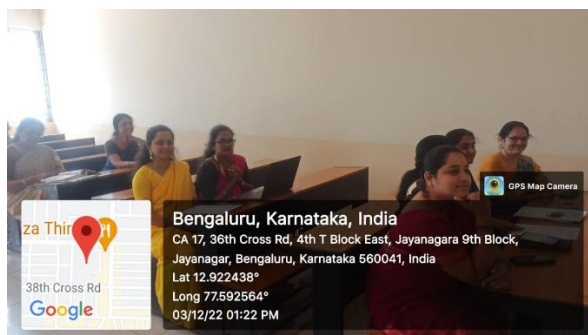 GPS Map Camera
za Thir
38th Cross Rd
Google
Bengaluru, Karnataka, India
CA 17, 36th Cross Rd, 4th T Block East, Jayanagara 9th Block,
Jayanagar, Bengaluru, Karnataka 560041, India
Lat 12.922438°
Long 77.592564°
03/12/22 01:22 PM